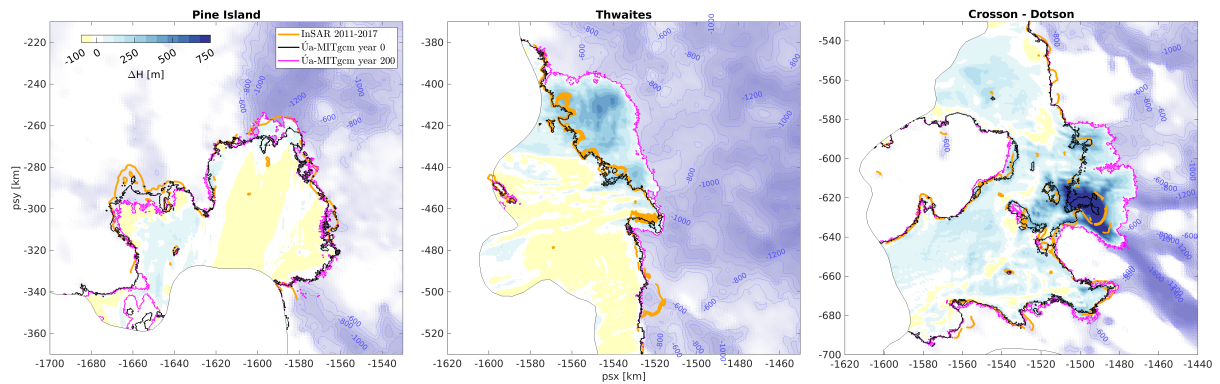 Pine Island
Thwaites
Crosson - Dotson
InSAR 2011-2017
Úa-MITgcm year 0
Úa-MITgcm year 200
-100 0 250 500 750
ΔH [m]
psy [km]
-220
-240
-260
-280
-300
-320
-340
-360
-1700 -1680 -1660 -1640 -1620 -1600 -1580 -1560 -1540
-380
-400
-420
-440
-460
-480
-500
-520
-1620 -1600 -1580 -1560 -1540 -1520 -1500 -1480 -1460
psx [km]
-540
-560
-580
-600
-620
-640
-660
-680
-700
-1620 -1600 -1580 -1560 -1540 -1520 -1500 -1480 -1460 -1440